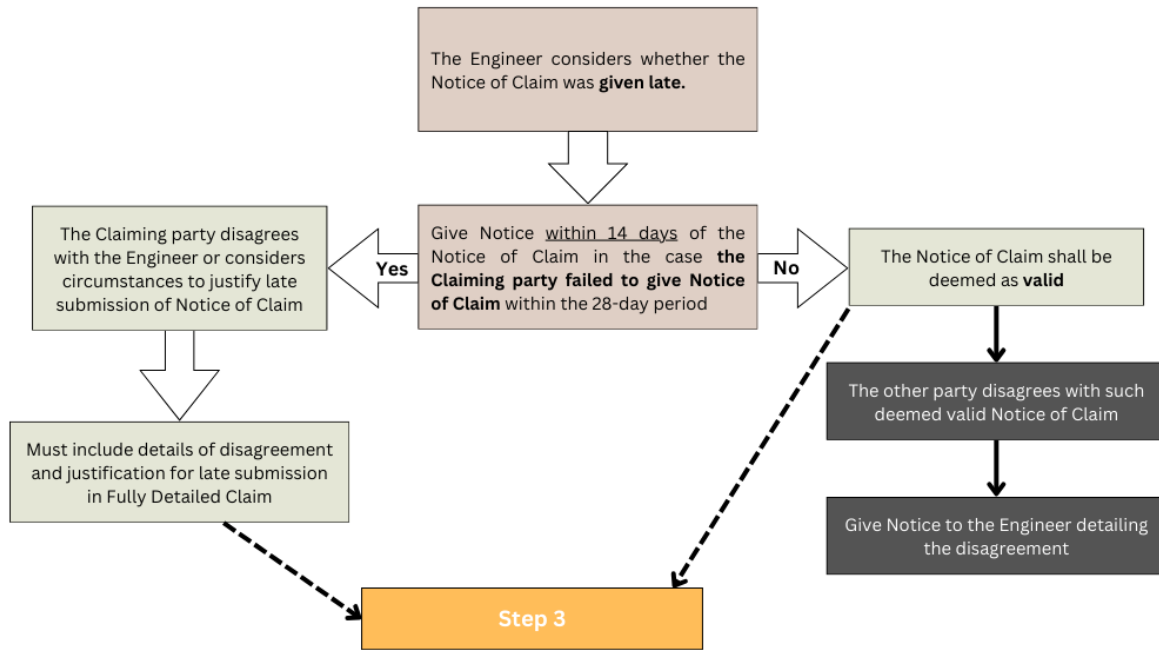 The Engineer considers whether the
Notice of Claim was given late.
The Claiming party disagrees
with the Engineer or considers
circumstances to justify late
submission of Notice of Claim
Yes
Give Notice within 14 days of the
Notice of Claim in the case the
Claiming party failed to give Notice
of Claim within the 28-day period
No
The Notice of Claim shall be
deemed as valid
The other party disagrees with such
deemed valid Notice of Claim
Must include details of disagreement
and justification for late submission
in Fully Detailed Claim
Give Notice to the Engineer detailing
the disagreement
Step 3